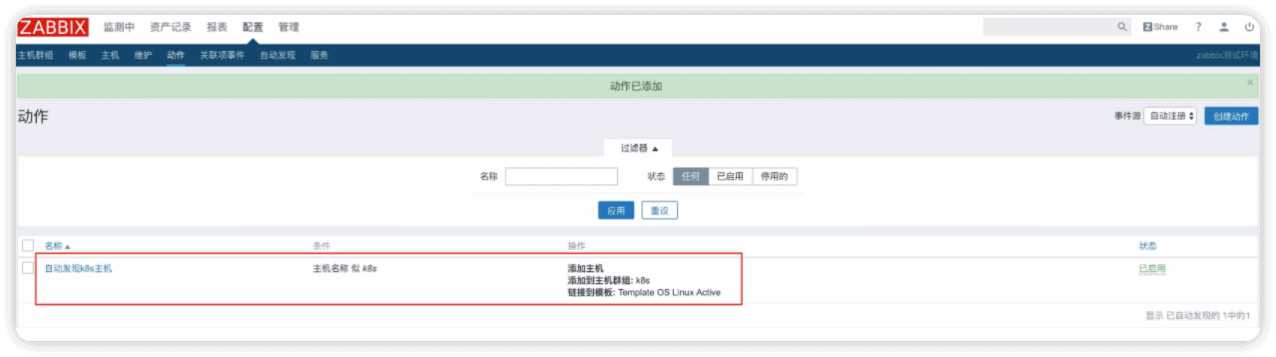 ZABBIX 监测中 资产记录 报表 配置 管理 Share ?
主机群组 模板 主机 维护 动作 关联项事件 自动发现 服务 zabbix测试环境
动作已添加 ×
动作 事件源 自动注册 创建动作
过滤器 ▲
名称 状态 任何 已启用 停用的
应用 重设
名称 ▲ 条件 操作 状态
自动发现k8s主机 主机名称 似 k8s 添加主机 已启用
添加到主机群组: k8s
链接到模板: Template OS Linux Active
显示 已自动发现的 1中的1